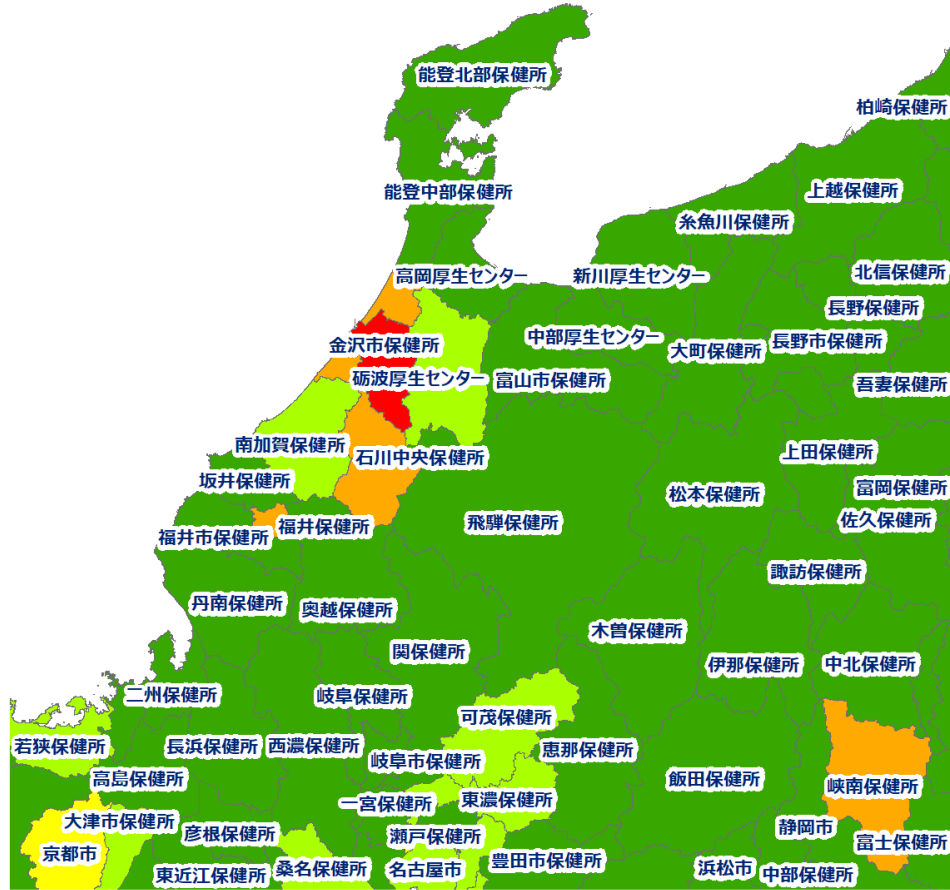 能登北部保健所
柏崎保健所
能登中部保健所
上越保健所
糸魚川保健所
高岡厚生センター
新川厚生センター
北信保健所
長野保健所
金沢市保健所
中部厚生センター
大町保健所
長野市保健所
砺波厚生センター
富山市保健所
吾妻保健所
南加賀保健所
石川中央保健所
上田保健所
坂井保健所
松本保健所
富岡保健所
福井市保健所
福井保健所
飛騨保健所
佐久保健所
諏訪保健所
丹南保健所
奥越保健所
木曽保健所
関保健所
伊那保健所
中北保健所
二州保健所
岐阜保健所
可茂保健所
若狭保健所
長浜保健所
西濃保健所
岐阜市保健所
恵那保健所
高島保健所
飯田保健所
峡南保健所
一宮保健所
東濃保健所
大津市保健所
彦根保健所
瀬戸保健所
静岡市
富士保健所
京都市
東近江保健所
桑名保健所
名古屋市
豊田市保健所
浜松市
中部保健所